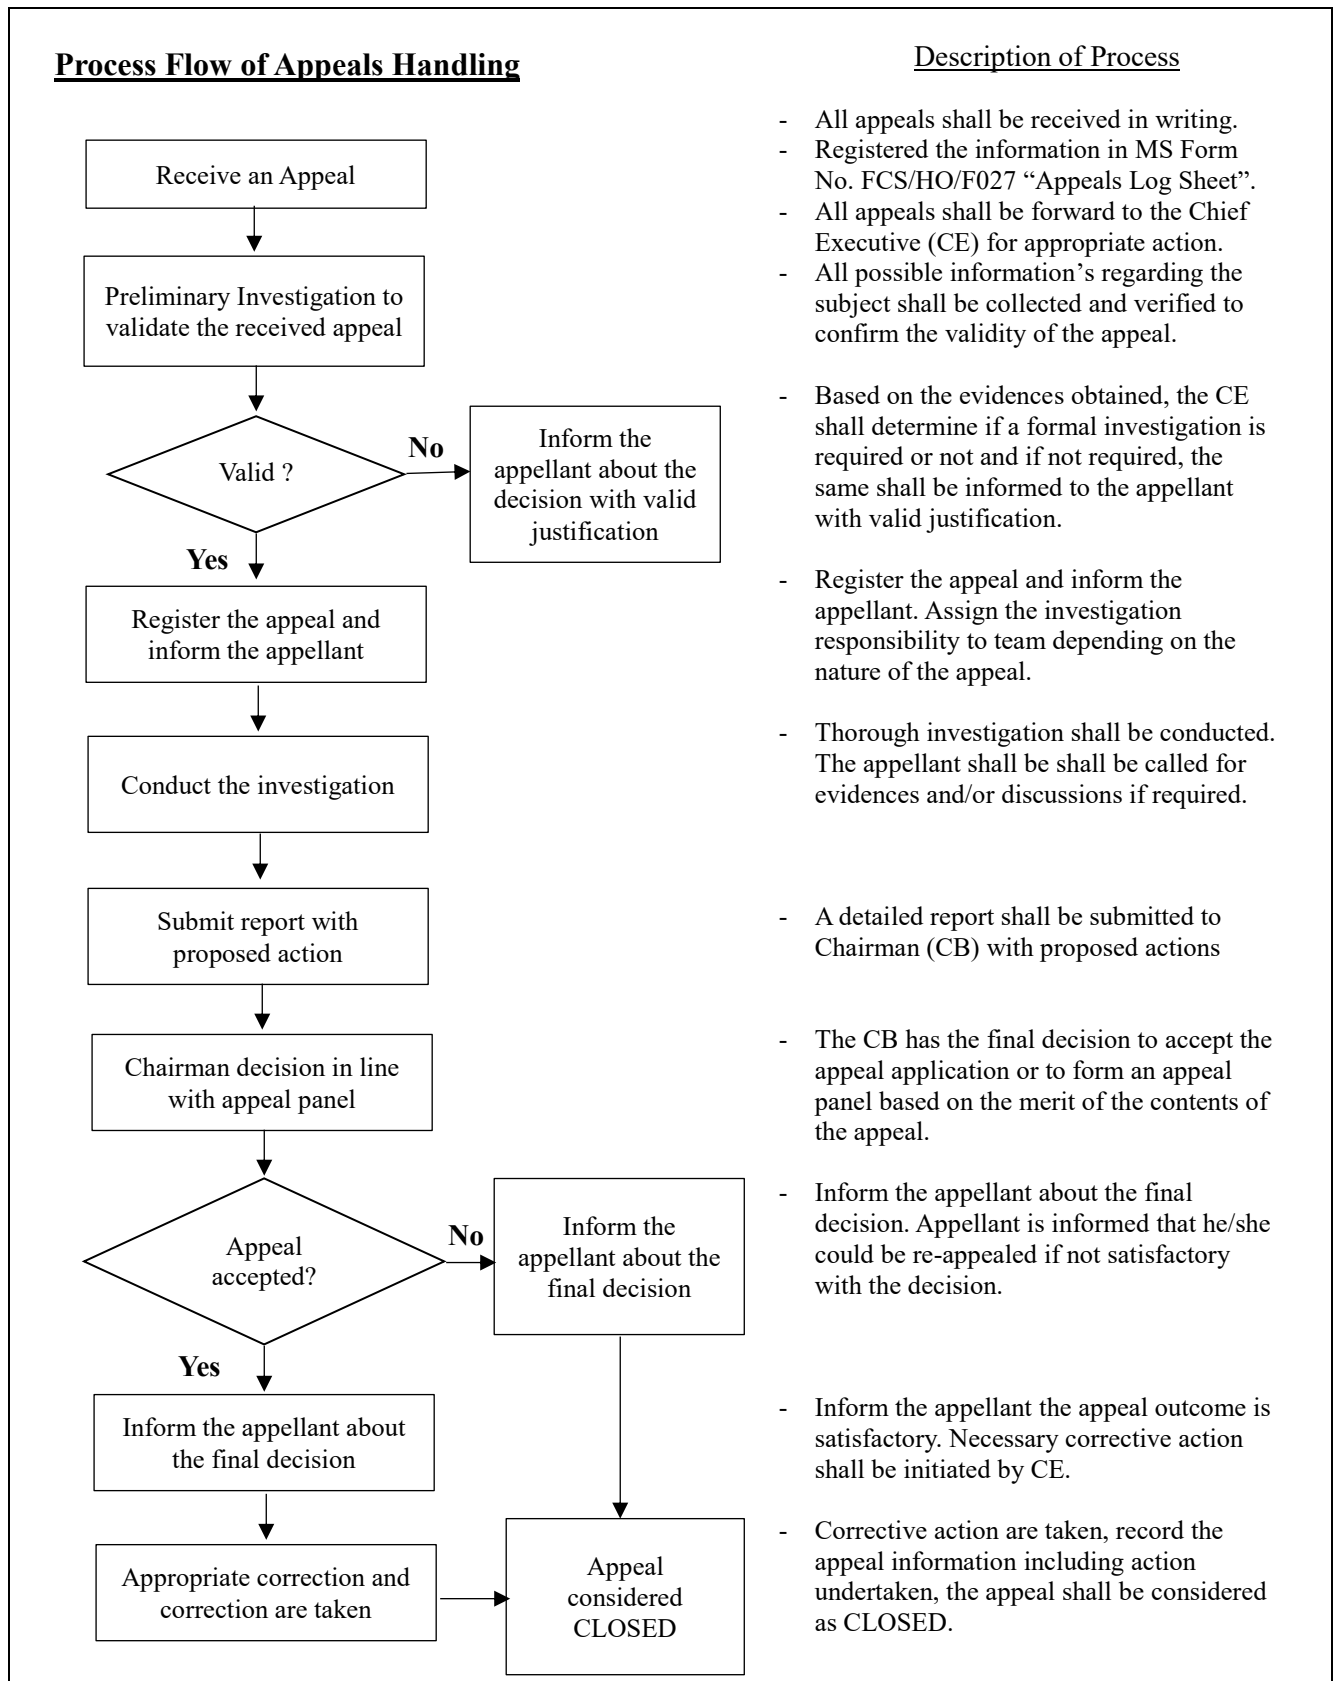 Process Flow of Appeals Handling
Receive an Appeal
Preliminary Investigation to
validate the received appeal
Valid ?
No
Inform the
appellant about the
decision with valid
justification
Yes
Register the appeal and
inform the appellant
Conduct the investigation
Submit report with
proposed action
Chairman decision in line
with appeal panel
Appeal
accepted?
No
Inform the
appellant about the
final decision
Yes
Inform the appellant about
the final decision
Appropriate correction and
correction are taken
Appeal
considered
CLOSED
Description of Process
- All appeals shall be received in writing.
- Registered the information in MS Form
No. FCS/HO/F027 “Appeals Log Sheet”.
- All appeals shall be forward to the Chief
Executive (CE) for appropriate action.
- All possible information’s regarding the
subject shall be collected and verified to
confirm the validity of the appeal.
- Based on the evidences obtained, the CE
shall determine if a formal investigation is
required or not and if not required, the
same shall be informed to the appellant
with valid justification.
- Register the appeal and inform the
appellant. Assign the investigation
responsibility to team depending on the
nature of the appeal.
- Thorough investigation shall be conducted.
The appellant shall be shall be called for
evidences and/or discussions if required.
- A detailed report shall be submitted to
Chairman (CB) with proposed actions
- The CB has the final decision to accept the
appeal application or to form an appeal
panel based on the merit of the contents of
the appeal.
- Inform the appellant about the final
decision. Appellant is informed that he/she
could be re-appealed if not satisfactory
with the decision.
- Inform the appellant the appeal outcome is
satisfactory. Necessary corrective action
shall be initiated by CE.
- Corrective action are taken, record the
appeal information including action
undertaken, the appeal shall be considered
as CLOSED.